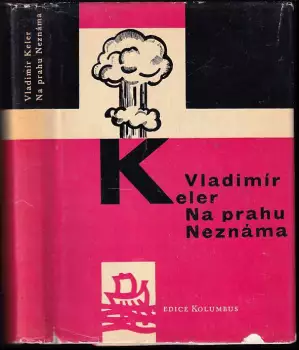 Vladimír Keler
Na prahu Neznáma
Vladimír
Keler
Na prahu
Neznáma
EDICE KOLUMBUS